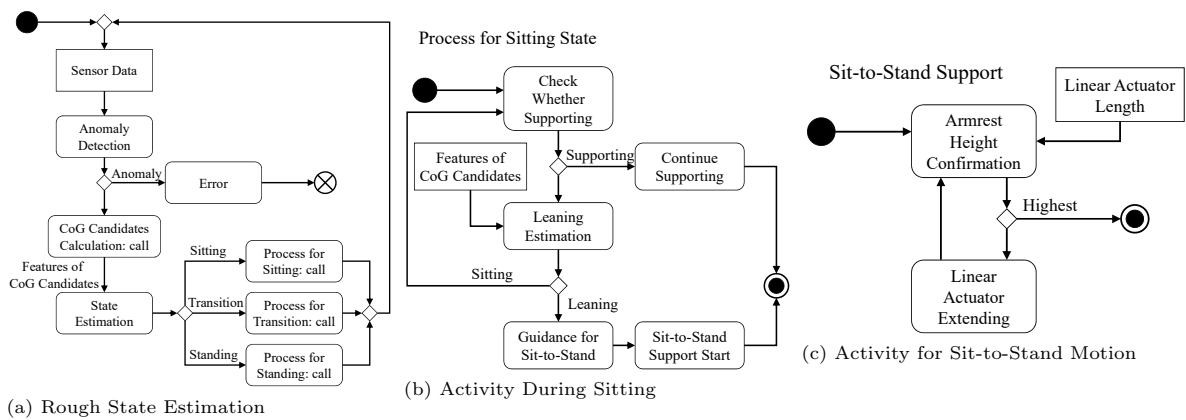 Sensor Data
Anomaly
Detection
Anomaly
Error
CoG Candidates
Calculation: call
Features of
CoG Candidates
State
Estimation
Sitting
Process for
Sitting: call
Transition
Process for
Transition: call
Standing
Process for
Standing: call
(a) Rough State Estimation
Process for Sitting State
Check
Whether
Supporting
Supporting
Continue
Supporting
Features of
CoG Candidates
Leaning
Estimation
Sitting
Leaning
Guidance for
Sit-to-Stand
Sit-to-Stand
Support Start
(b) Activity During Sitting
Sit-to-Stand Support
Linear Actuator
Length
Armrest
Height
Confirmation
Highest
Linear
Actuator
Extending
(c) Activity for Sit-to-Stand Motion